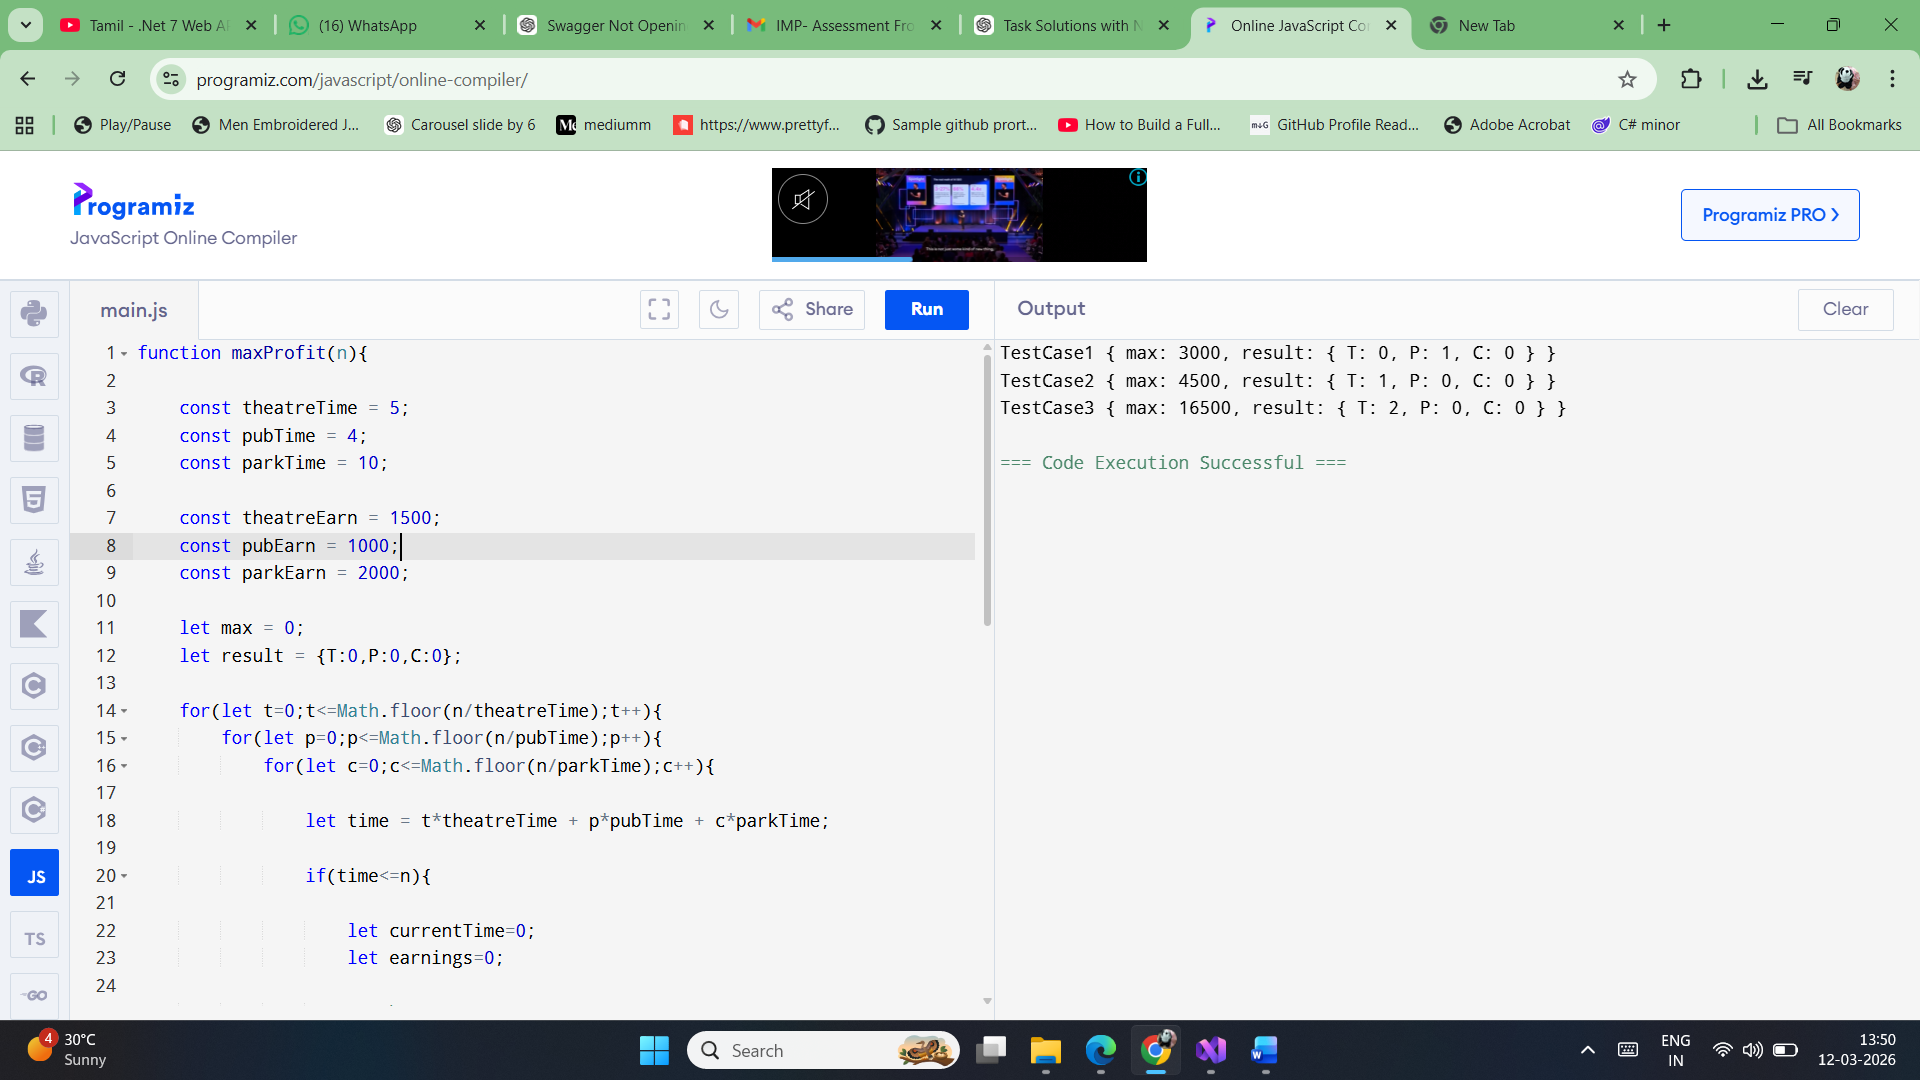 Tamil - .Net 7 Web AP
(16) WhatsApp
Swagger Not Opening
IMP- Assessment Fro
Task Solutions with N
Online JavaScript Com
New Tab
programiz.com/javascript/online-compiler/
Play/Pause
Men Embroidered J...
Carousel slide by 6
mediumm
https://www.prettyf...
Sample github prort...
How to Build a Full...
GitHub Profile Read...
Adobe Acrobat
C# minor
All Bookmarks
Programiz
JavaScript Online Compiler
Programiz PRO
main.js
Share
Run
Output
Clear
1 function maxProfit(n){
2
3 const theatreTime = 5;
4 const pubTime = 4;
5 const parkTime = 10;
6
7 const theatreEarn = 1500;
8 const pubEarn = 1000;
9 const parkEarn = 2000;
10
11 let max = 0;
12 let result = {T:0,P:0,C:0};
13
14 for(let t=0;t<=Math.floor(n/theatreTime);t++){
15 for(let p=0;p<=Math.floor(n/pubTime);p++){
16 for(let c=0;c<=Math.floor(n/parkTime);c++){
17
18 let time = t*theatreTime + p*pubTime + c*parkTime;
19
20 if(time<=n){
21
22 let currentTime=0;
23 let earnings=0;
24
TestCase1 { max: 3000, result: { T: 0, P: 1, C: 0 } }
TestCase2 { max: 4500, result: { T: 1, P: 0, C: 0 } }
TestCase3 { max: 16500, result: { T: 2, P: 0, C: 0 } }
=== Code Execution Successful ===
JS
TS
GO
4
30°C
Sunny
Search
ENG
IN
13:50
12-03-2026